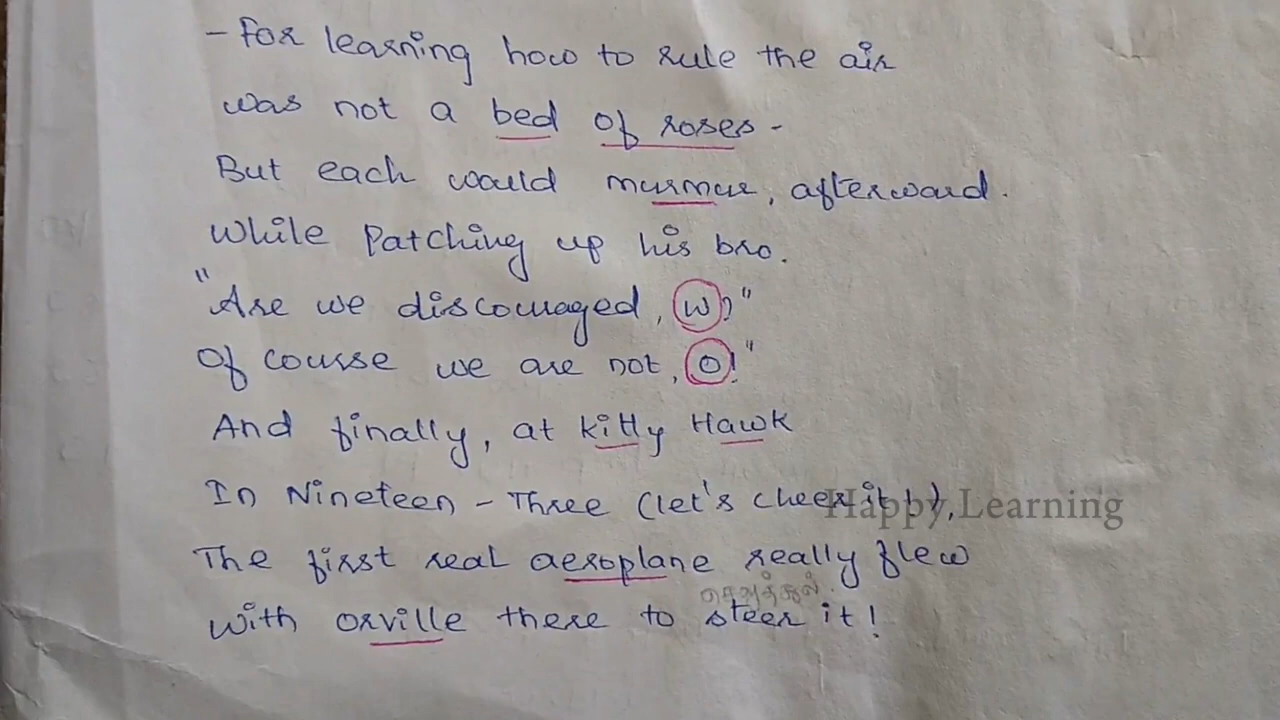 - For learning how to rule the air
was not a bed of roses -
But each would murmur, afterward.
While Patching up his bro.
"Are we discouraged, W?"
Of course we are not, O!"
And finally, at kitty Hawk
In Nineteen - Three (let's cheer it!),
Happy Learning
The first real aeroplane really flew
செலுத்தல்.
With orville there to steer it!